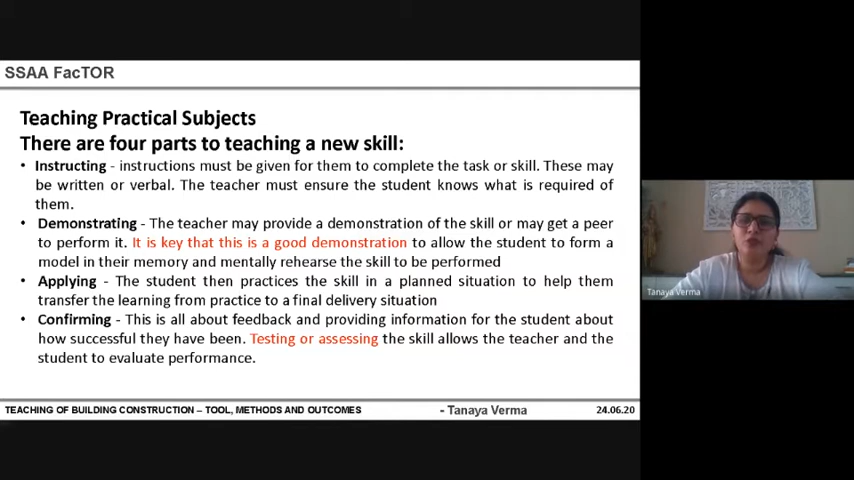 SSAA FacTOR
Teaching Practical Subjects
There are four parts to teaching a new skill:
• Instructing - instructions must be given for them to complete the task or skill. These may
be written or verbal. The teacher must ensure the student knows what is required of
them.
• Demonstrating - The teacher may provide a demonstration of the skill or may get a peer
to perform it. It is key that this is a good demonstration to allow the student to form a
model in their memory and mentally rehearse the skill to be performed
• Applying - The student then practices the skill in a planned situation to help them
transfer the learning from practice to a final delivery situation
• Confirming - This is all about feedback and providing information for the student about
how successful they have been. Testing or assessing the skill allows the teacher and the
student to evaluate performance.
TEACHING OF BUILDING CONSTRUCTION – TOOL, METHODS AND OUTCOMES - Tanaya Verma 24.06.20
Tanaya Verma